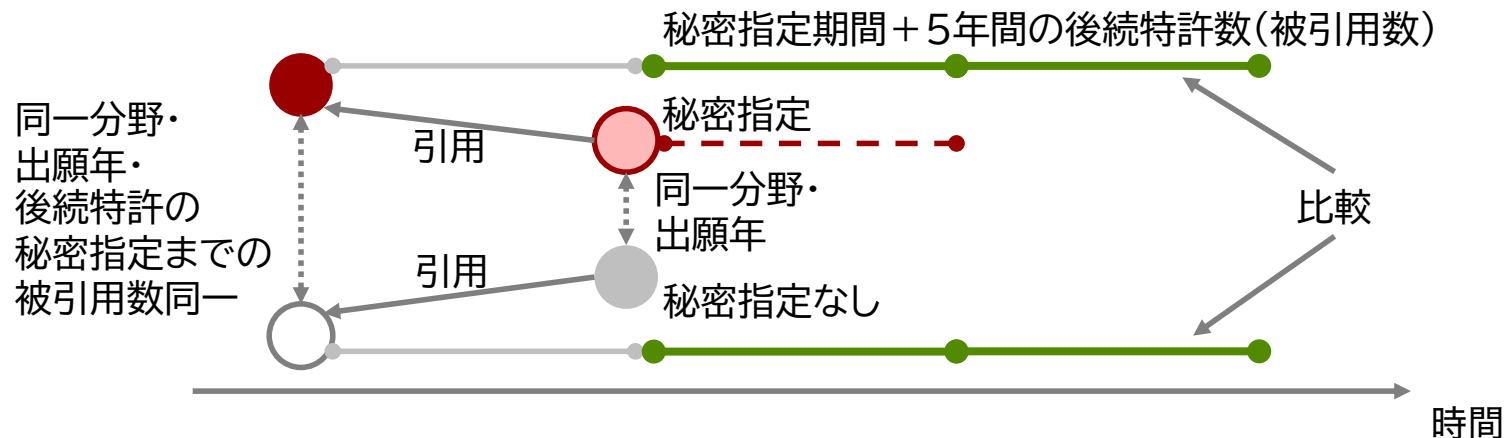 秘密指定期間+5年間の後続特許数(被引用数)
同一分野・
出願年・
後続特許の
秘密指定までの
被引用数同一
引用
秘密指定
同一分野・
出願年
引用
秘密指定なし
比較
時間